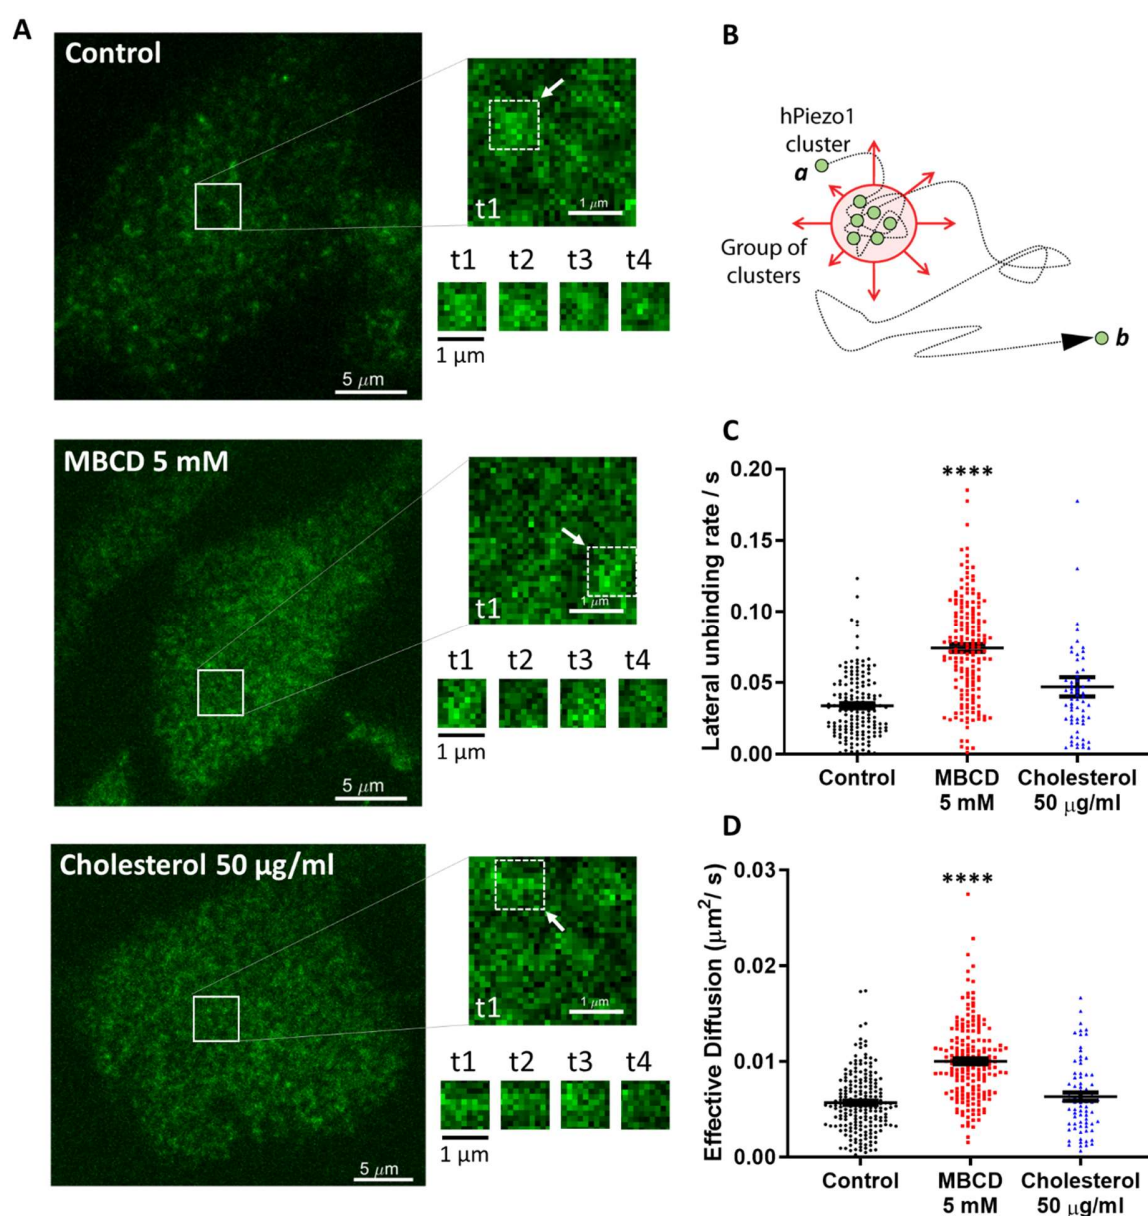 A
Control
t1
1 μm
t1 t2 t3 t4
1 μm
5 μm
MBCD 5 mM
t1
1 μm
t1 t2 t3 t4
1 μm
5 μm
Cholesterol 50 μg/ml
t1
1 μm
t1 t2 t3 t4
1 μm
5 μm
B
hPiezo1
cluster
a
Group of
clusters
b
C
Lateral unbinding rate / s
0.20
0.15
0.10
0.05
0.00
****
Control
MBCD
5 mM
Cholesterol
50 μg/ml
D
Effective Diffusion (μm²/ s)
0.03
0.02
0.01
0.00
****
Control
MBCD
5 mM
Cholesterol
50 μg/ml